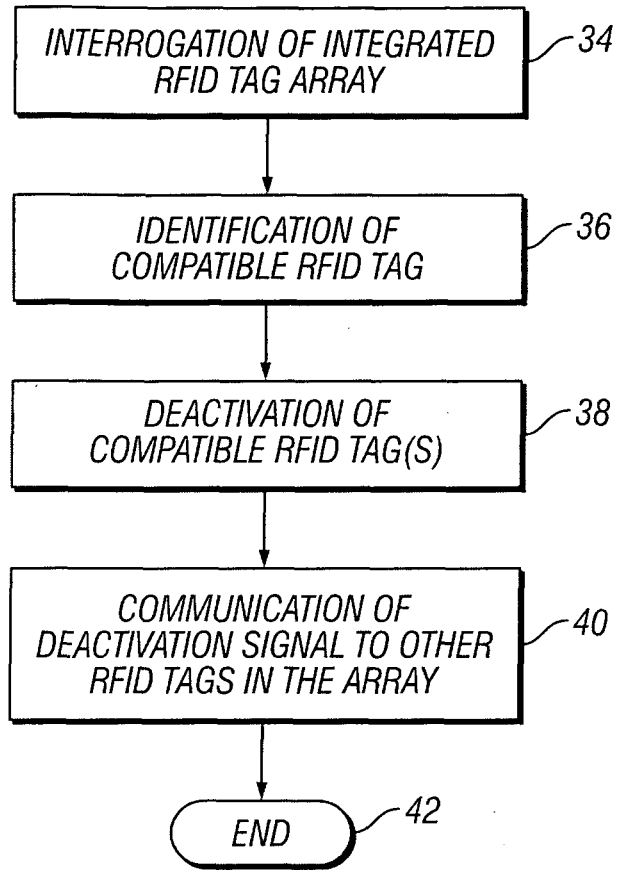 INTERROGATION OF INTEGRATED
RFID TAG ARRAY
34
IDENTIFICATION OF
COMPATIBLE RFID TAG
36
DEACTIVATION OF
COMPATIBLE RFID TAG(S)
38
COMMUNICATION OF
DEACTIVATION SIGNAL TO OTHER
RFID TAGS IN THE ARRAY
40
END
42